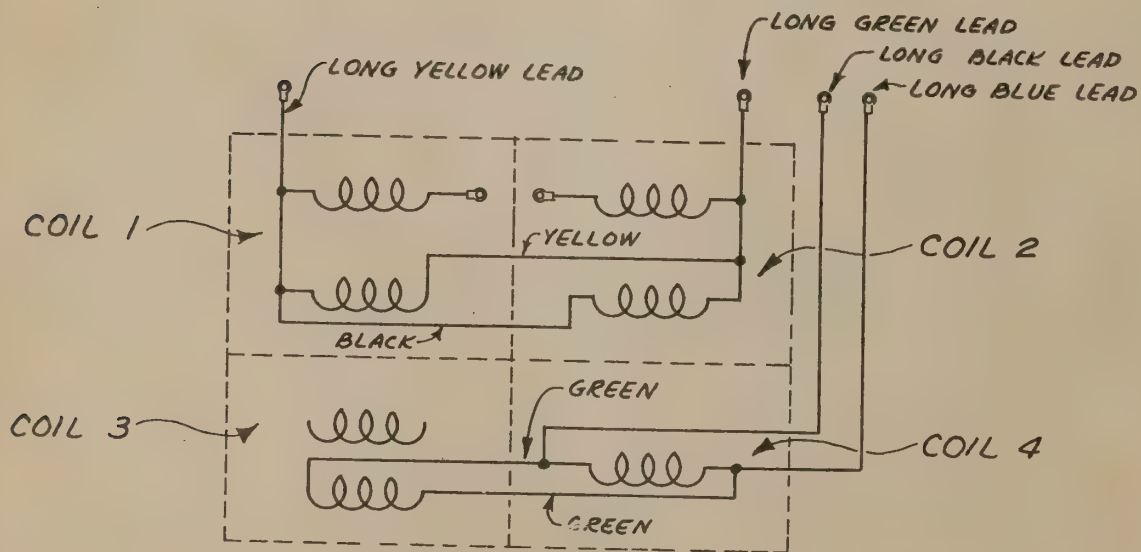 LONG GREEN LEAD
LONG BLACK LEAD
LONG YELLOW LEAD
LONG BLUE LEAD
COIL 1
YELLOW
COIL 2
BLACK
GREEN
COIL 3
COIL 4
GREEN